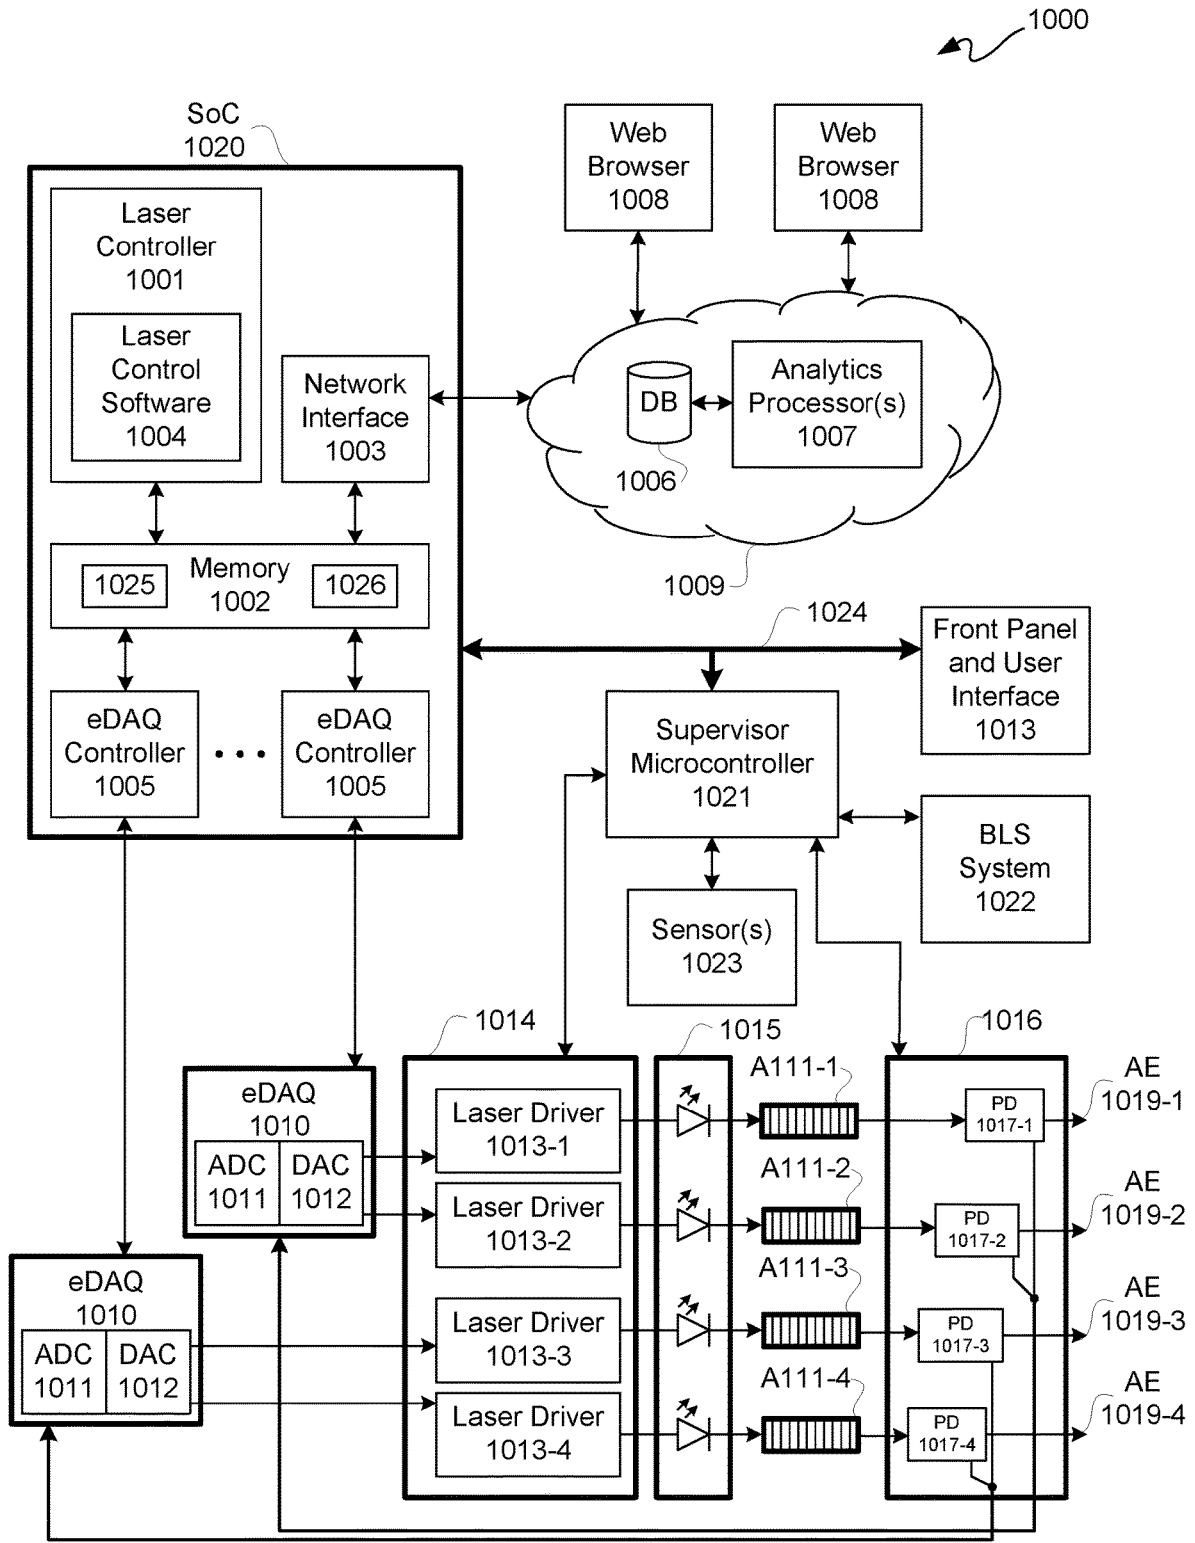 1000
SoC
1020
Laser
Controller
1001
Laser
Control
Software
1004
Network
Interface
1003
Memory
1002
1025
1026
eDAQ
Controller
1005
• • •
eDAQ
Controller
1005
Web
Browser
1008
Web
Browser
1008
DB
1006
Analytics
Processor(s)
1007
1009
1024
Front Panel
and User
Interface
1013
Supervisor
Microcontroller
1021
BLS
System
1022
Sensor(s)
1023
eDAQ
1010
ADC
1011
DAC
1012
eDAQ
1010
ADC
1011
DAC
1012
1014
Laser Driver
1013-1
Laser Driver
1013-2
Laser Driver
1013-3
Laser Driver
1013-4
1015
A111-1
A111-2
A111-3
A111-4
1016
PD
1017-1
PD
1017-2
PD
1017-3
PD
1017-4
AE
1019-1
AE
1019-2
AE
1019-3
AE
1019-4